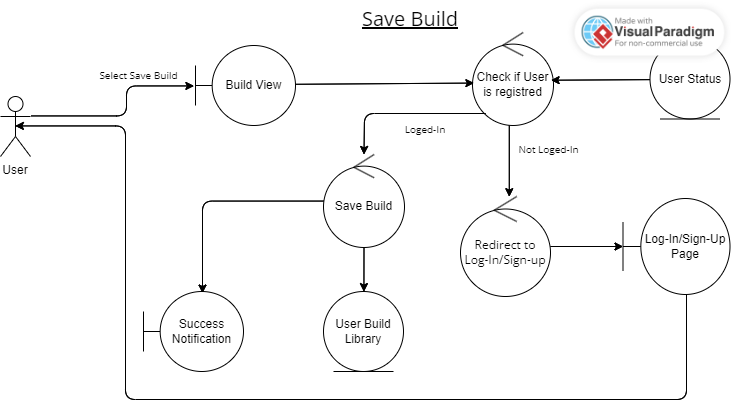 Save Build
Made with
Visual Paradigm
For non-commercial use
Select Save Build
Build View
Check if User
is registred
User Status
Loged-In
Not Loged-In
User
Save Build
Redirect to
Log-In/Sign-up
Log-In/Sign-Up
Page
Success
Notification
User Build
Library